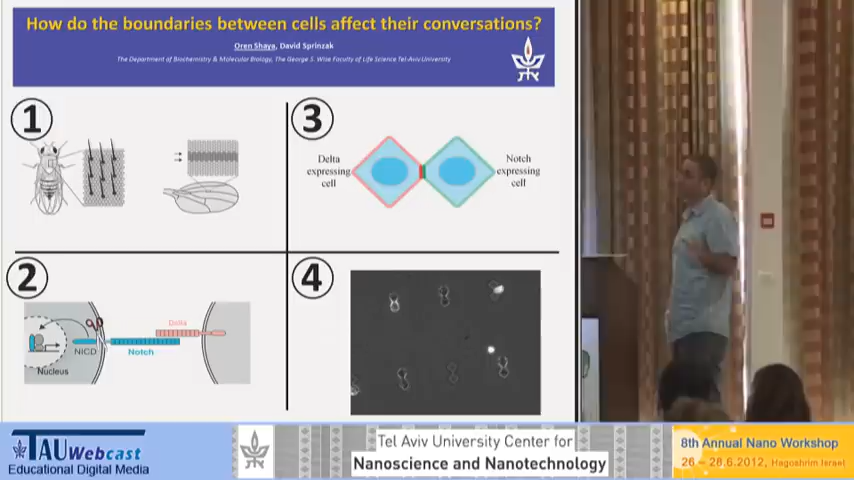 How do the boundaries between cells affect their conversations?
Oren Shaya, David Sprinzak
The Department of Biochemistry & Molecular Biology, The George S. Wise Faculty of Life Science Tel-Aviv University
1
3
Delta
expressing
cell
Notch
expressing
cell
2
4
Delta
NICD
Notch
Nucleus
TAU Webcast
Educational Digital Media
Tel Aviv University Center for
Nanoscience and Nanotechnology
8th Annual Nano Workshop
26 – 28.6.2012, Hagoshrim Israel